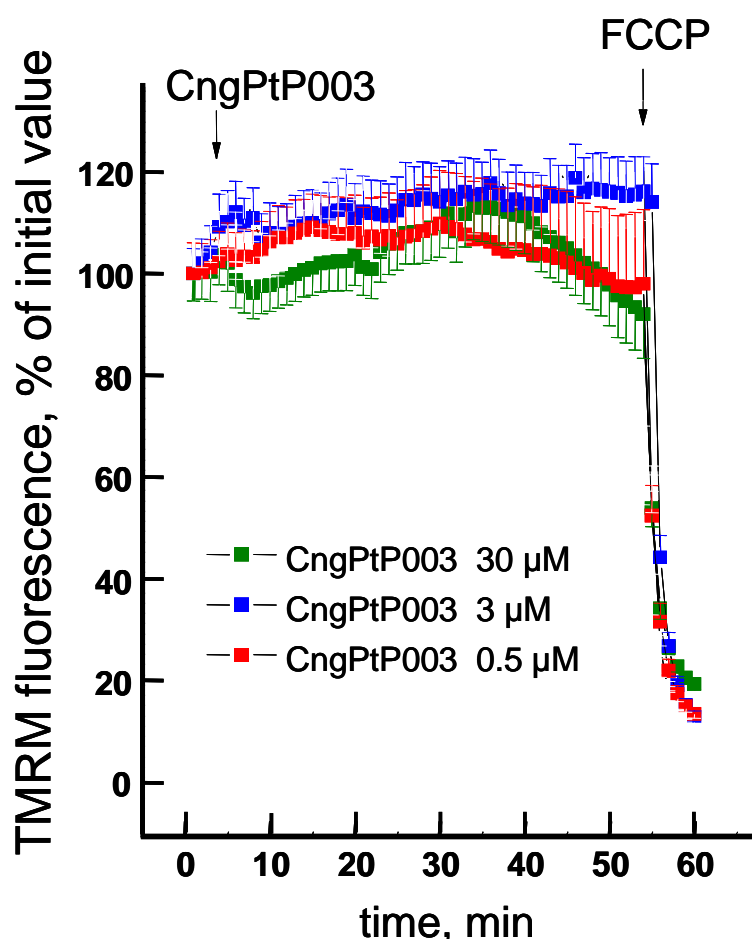 FCCP
CngPtP003
TMRM fluorescence, % of initial value
120
100
80
60
40
20
0
CngPtP003 30 µM
CngPtP003 3 µM
CngPtP003 0.5 µM
0 10 20 30 40 50 60
time, min